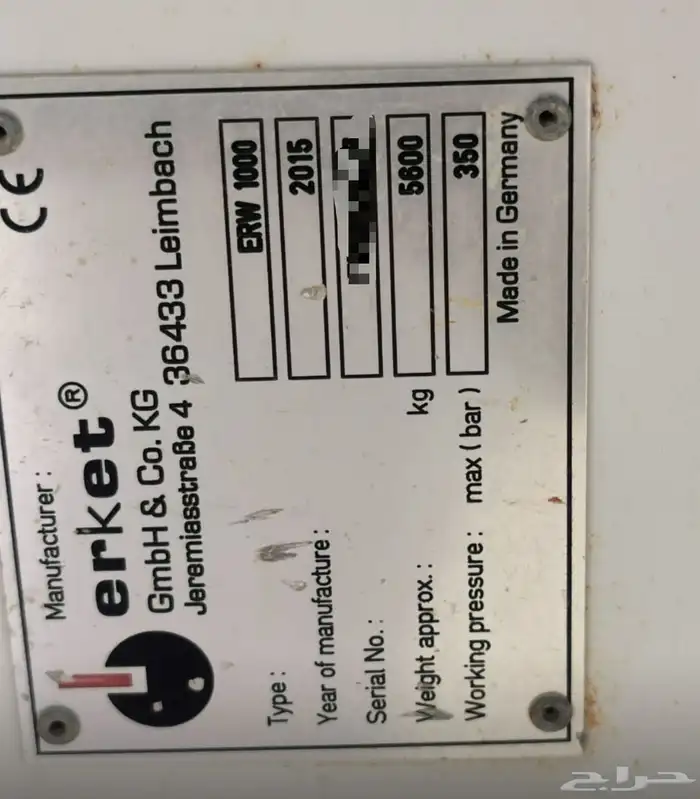 CE
Manufacturer :
erket®
GmbH & Co. KG
Jeremiasstraße 4 36433 Leimbach
Type : ERW 1000
Year of manufacture : 2015
Serial No. :
Weight approx. : kg 5600
Working pressure : max ( bar ) 350
Made in Germany
حراج